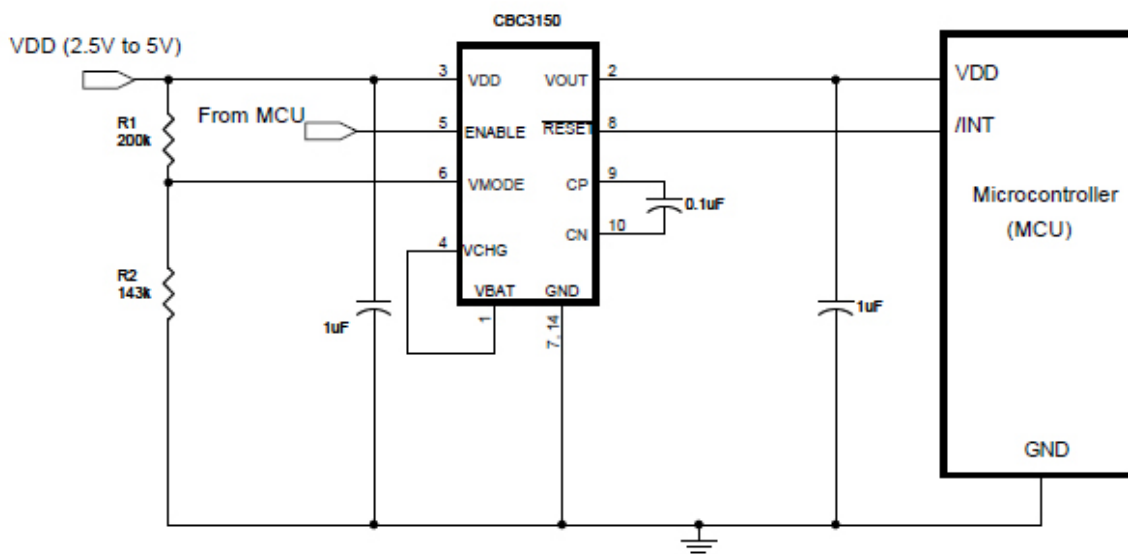 CBC3150
VDD (2.5V to 5V)
3
VDD
VOUT
2
VDD
R1
200k
From MCU
5
ENABLE
RESET
8
/INT
6
VMODE
CP
9
0.1uF
CN
10
Microcontroller
(MCU)
4
VCHG
R2
143k
VBAT
GND
1
7, 14
1uF
1uF
GND